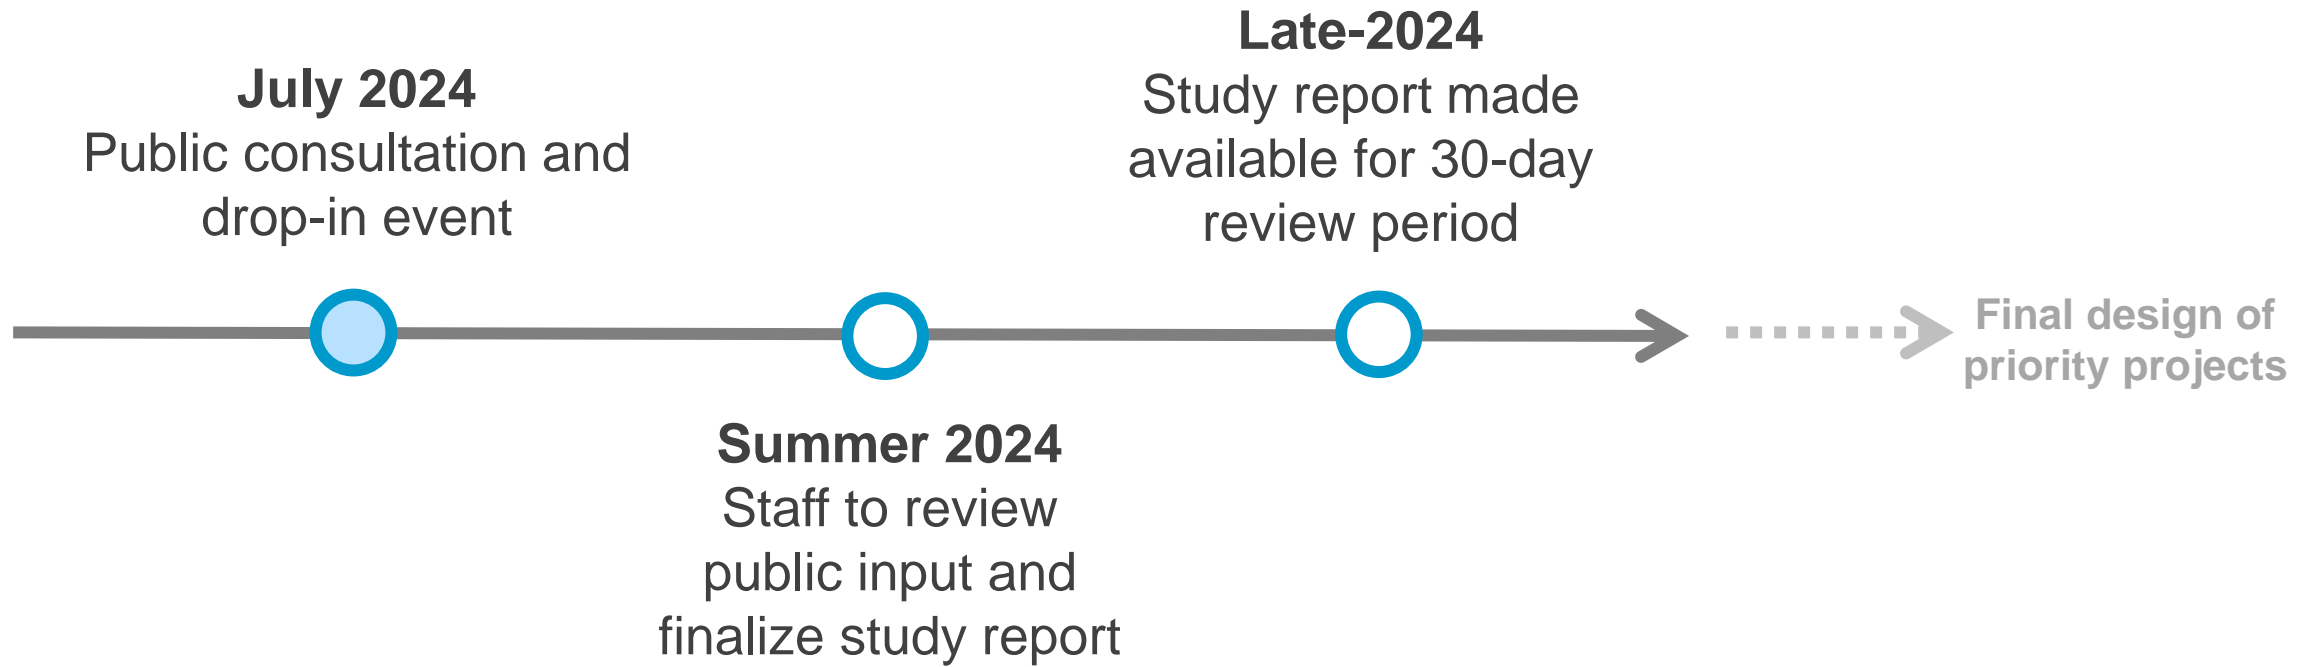 July 2024
Public consultation and
drop-in event
Summer 2024
Staff to review
public input and
finalize study report
Late-2024
Study report made
available for 30-day
review period
Final design of
priority projects